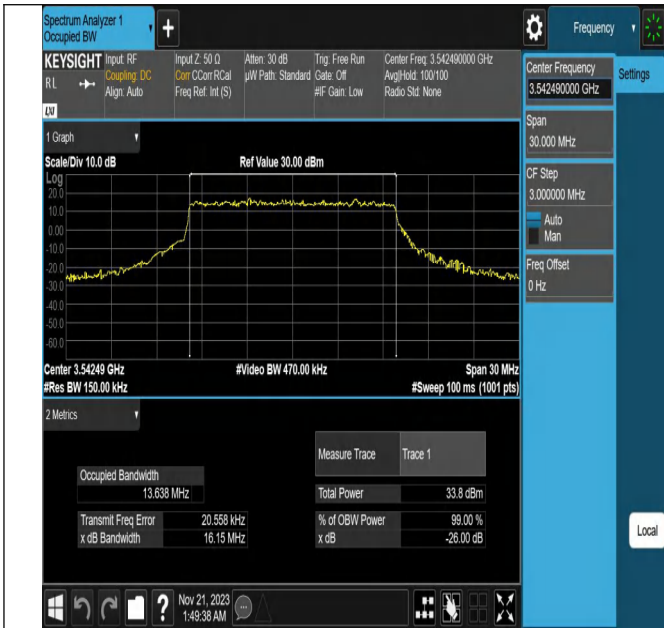 Spectrum Analyzer 1
Occupied BW
Frequency
KEYSIGHT Input: RF Input Z: 50 Ω Atten: 30 dB Trig: Free Run Center Freq: 3.542490000 GHz
RL Coupling: DC Corr CCorr RCal µW Path: Standard Gate: Off Avg|Hold: 100/100
Align: Auto Freq Ref: Int (S) #IF Gain: Low Radio Std: None
LXI
Center Frequency
3.542490000 GHz
Settings
Span
30.000 MHz
CF Step
3.000000 MHz
Auto
Man
Freq Offset
0 Hz
1 Graph
Scale/Div 10.0 dB Ref Value 30.00 dBm
Log
20.0
10.0
0.00
-10.0
-20.0
-30.0
-40.0
-50.0
-60.0
Center 3.54249 GHz #Video BW 470.00 kHz Span 30 MHz
#Res BW 150.00 kHz #Sweep 100 ms (1001 pts)
2 Metrics
Measure Trace Trace 1
Occupied Bandwidth
13.638 MHz
Total Power 33.8 dBm
Transmit Freq Error 20.558 kHz % of OBW Power 99.00 %
x dB Bandwidth 16.15 MHz x dB -26.00 dB
Local
? Nov 21, 2023
1:49:38 AM